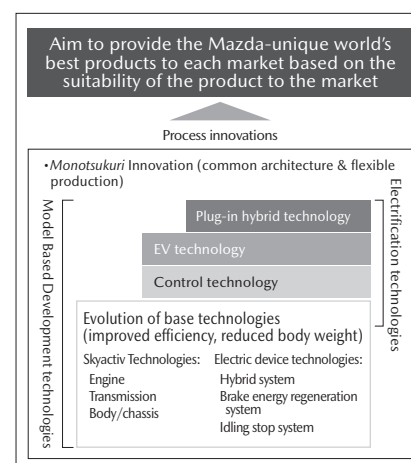 Aim to provide the Mazda-unique world's
best products to each market based on the
suitability of the product to the market
Process innovations
•Monotsukuri Innovation (common architecture & flexible
production)
Model Based Development technologies
Electrification technologies
Plug-in hybrid technology
EV technology
Control technology
Evolution of base technologies
(improved efficiency, reduced body weight)
Skyactiv Technologies:
Engine
Transmission
Body/chassis
Electric device technologies:
Hybrid system
Brake energy regeneration
system
Idling stop system